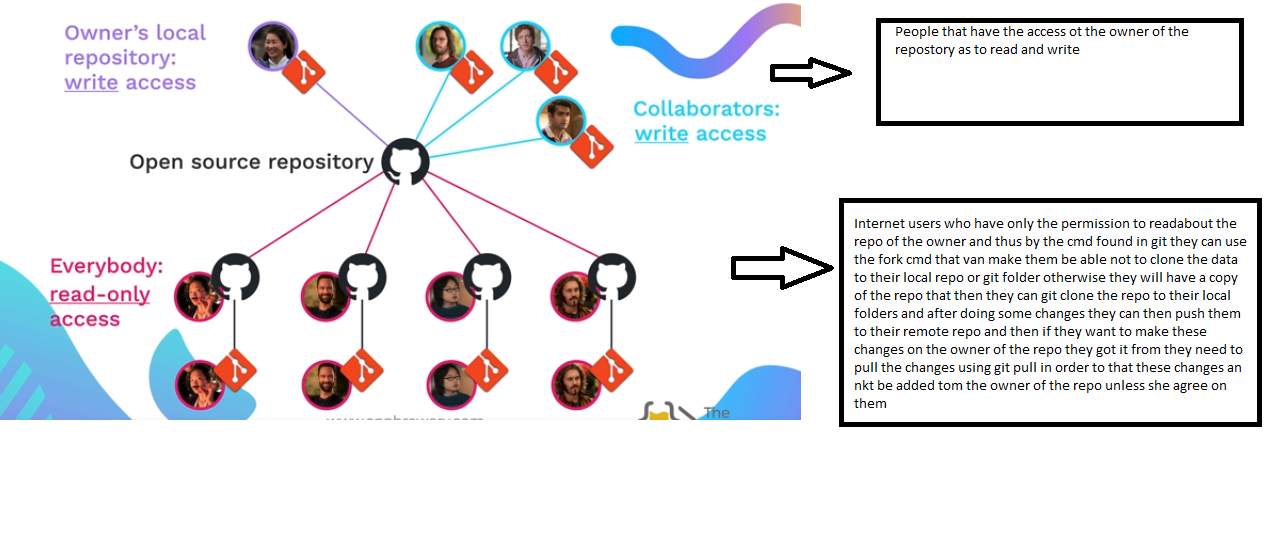 Owner's local
repository:
write access
Collaborators:
write access
Open source repository
Everybody:
read-only
access
The
People that have the access ot the owner of the
repostory as to read and write
Internet users who have only the permission to readabout the
repo of the owner and thus by the cmd found in git they can use
the fork cmd that van make them be able not to clone the data
to their local repo or git folder otherwise they will have a copy
of the repo that then they can git clone the repo to their local
folders and after doing some changes they can then push them
to their remote repo and then if they want to make these
changes on the owner of the repo they got it from they need to
pull the changes using git pull in order to that these changes an
nkt be added tom the owner of the repo unless she agree on
them